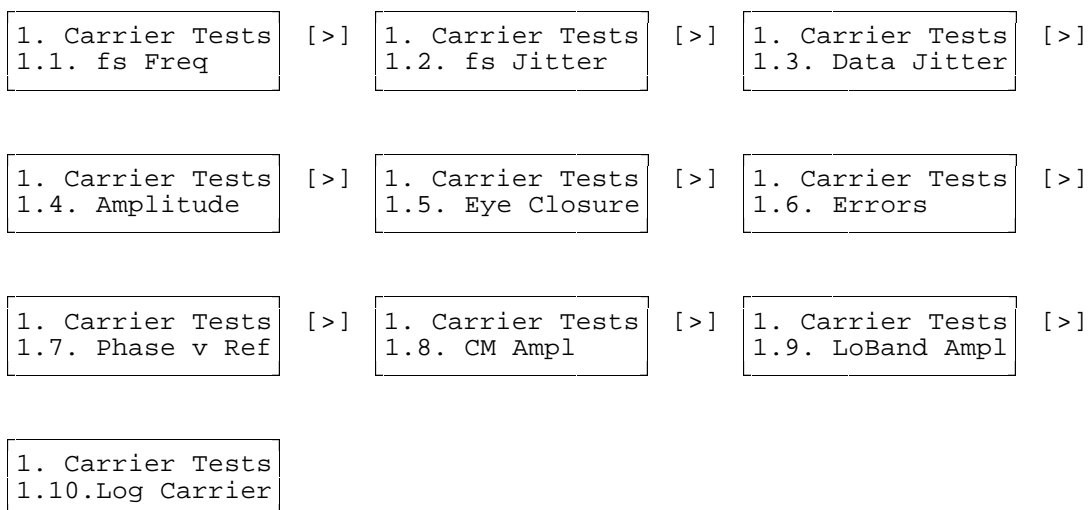 1. Carrier Tests [>] 1. Carrier Tests [>] 1. Carrier Tests [>]
1.1. fs Freq 1.2. fs Jitter 1.3. Data Jitter
1. Carrier Tests [>] 1. Carrier Tests [>] 1. Carrier Tests [>]
1.4. Amplitude 1.5. Eye Closure 1.6. Errors
1. Carrier Tests [>] 1. Carrier Tests [>] 1. Carrier Tests [>]
1.7. Phase v Ref 1.8. CM Ampl 1.9. LoBand Ampl
1. Carrier Tests
1.10.Log Carrier